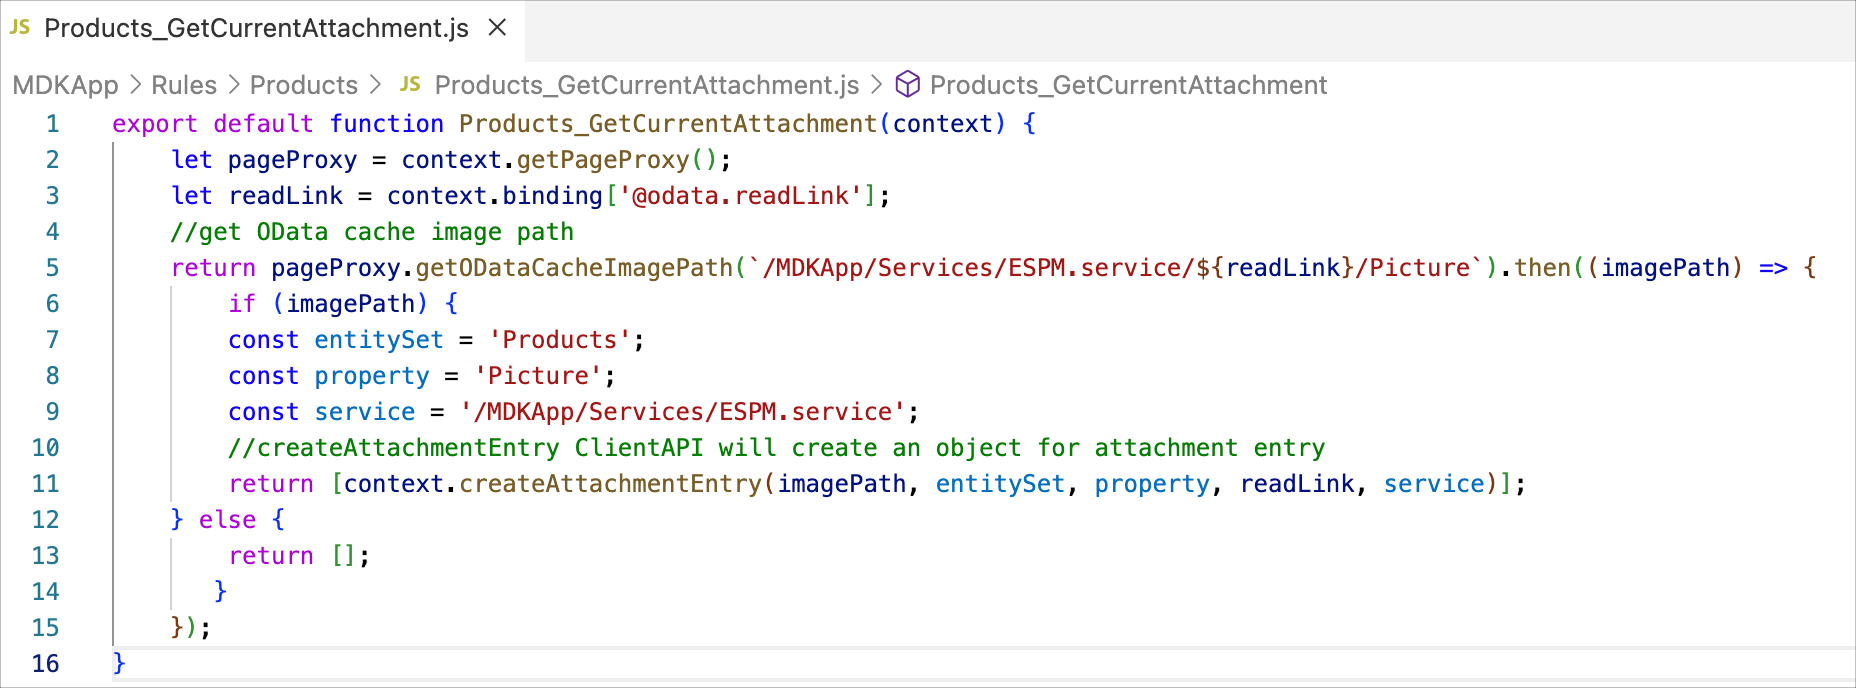 JS Products_GetCurrentAttachment.js ×
MDKApp > Rules > Products > JS Products_GetCurrentAttachment.js > Products_GetCurrentAttachment
1 export default function Products_GetCurrentAttachment(context) {
2     let pageProxy = context.getPageProxy();
3     let readLink = context.binding['@odata.readLink'];
4     //get OData cache image path
5     return pageProxy.getODataCacheImagePath(`/MDKApp/Services/ESPM.service/${readLink}/Picture`).then((imagePath) => {
6         if (imagePath) {
7         const entitySet = 'Products';
8         const property = 'Picture';
9         const service = '/MDKApp/Services/ESPM.service';
10         //createAttachmentEntry ClientAPI will create an object for attachment entry
11         return [context.createAttachmentEntry(imagePath, entitySet, property, readLink, service)];
12     } else {
13         return [];
14        }
15     });
16 }